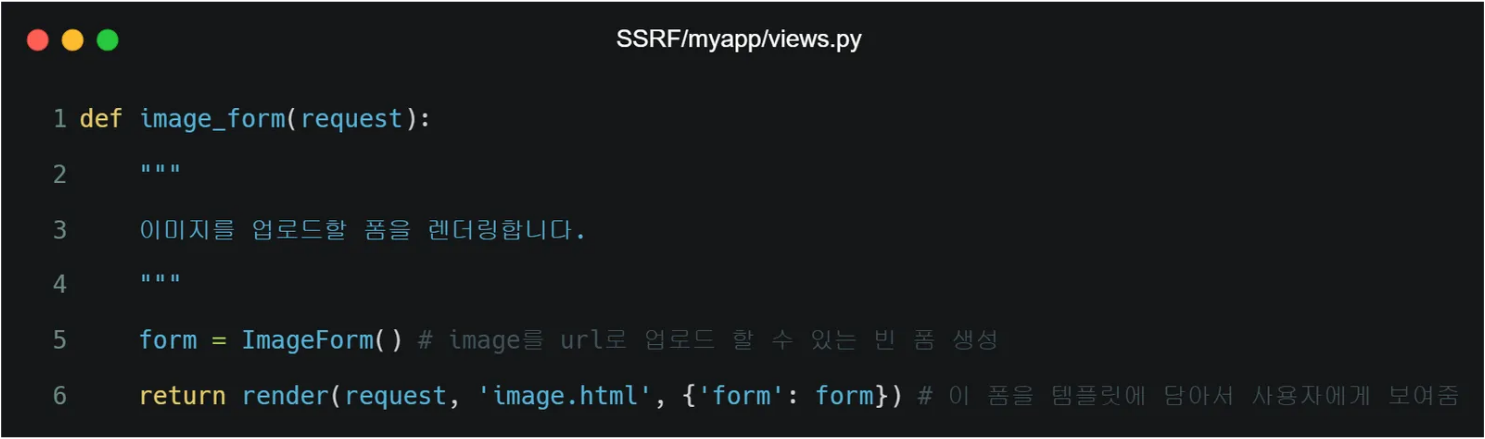 SSRF/myapp/views.py
1 def image_form(request):
2     """
3     이미지를 업로드할 폼을 렌더링합니다.
4     """
5     form = ImageForm() # image를 url로 업로드 할 수 있는 빈 폼 생성
6     return render(request, 'image.html', {'form': form}) # 이 폼을 템플릿에 담아서 사용자에게 보여줌